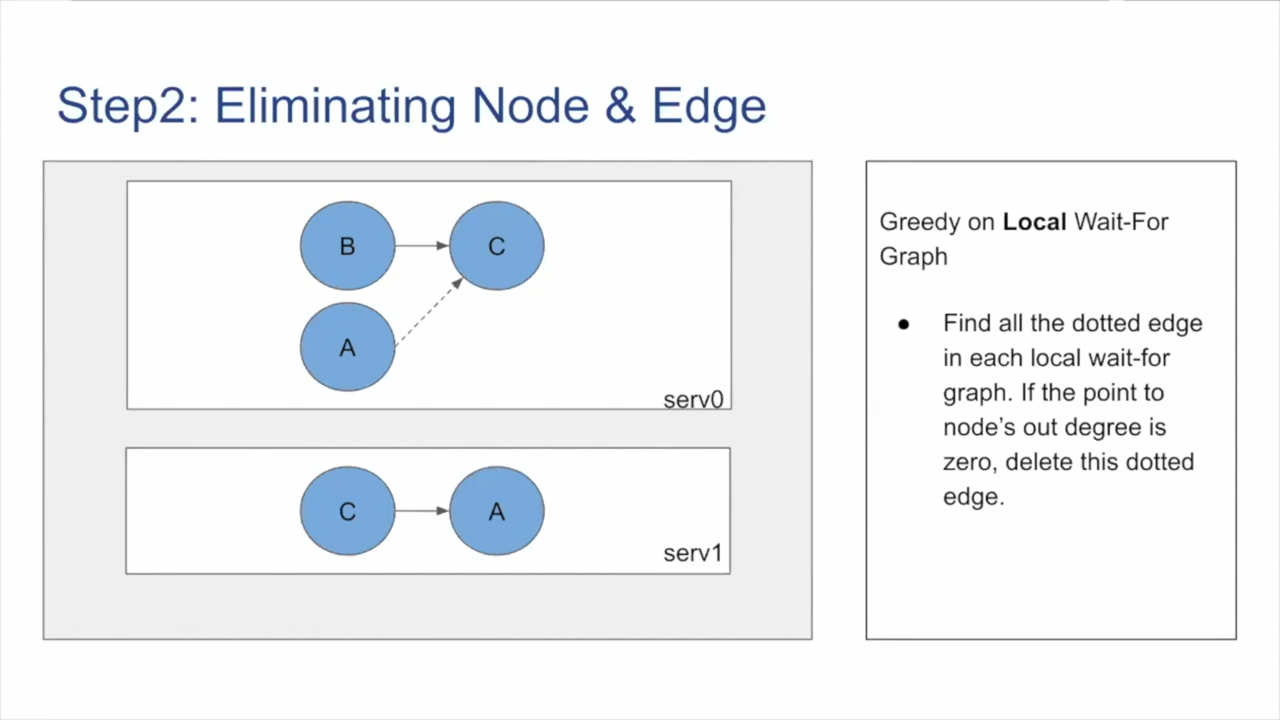 Step2: Eliminating Node & Edge
B
C
A
serv0
C
A
serv1
Greedy on Local Wait-For
Graph
● Find all the dotted edge
in each local wait-for
graph. If the point to
node's out degree is
zero, delete this dotted
edge.